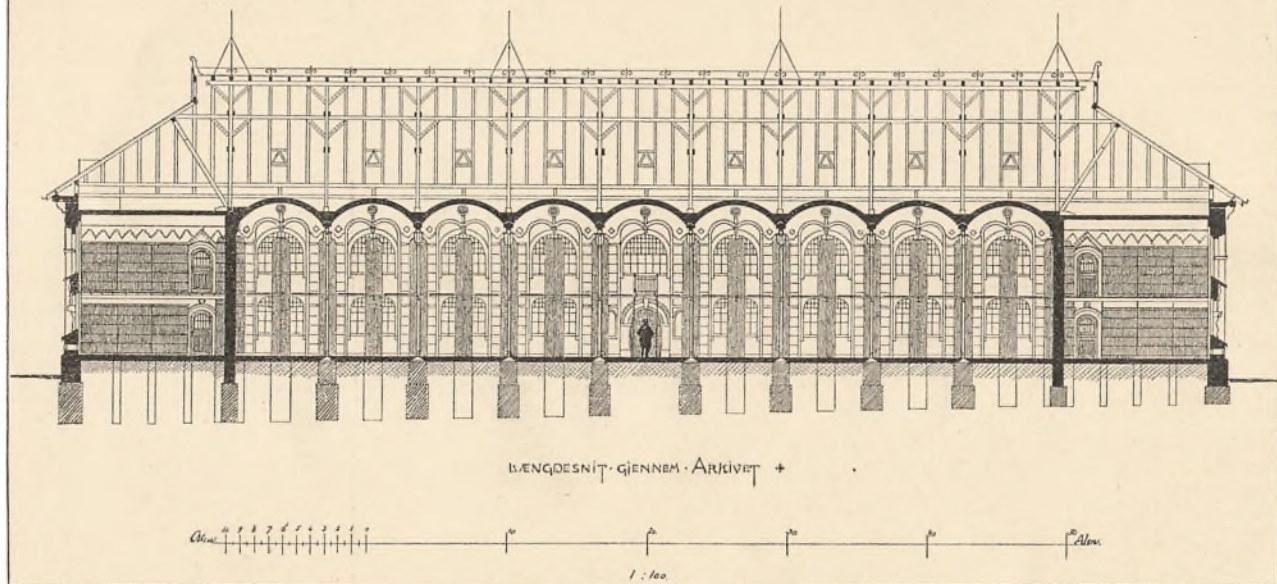 LÆNGDESNIT · GIENNEM · ARKIVET +
Alen. 10 9 8 7 6 5 4 3 2 1 0 10 20 30 40 50 Alen.
1 : 100.